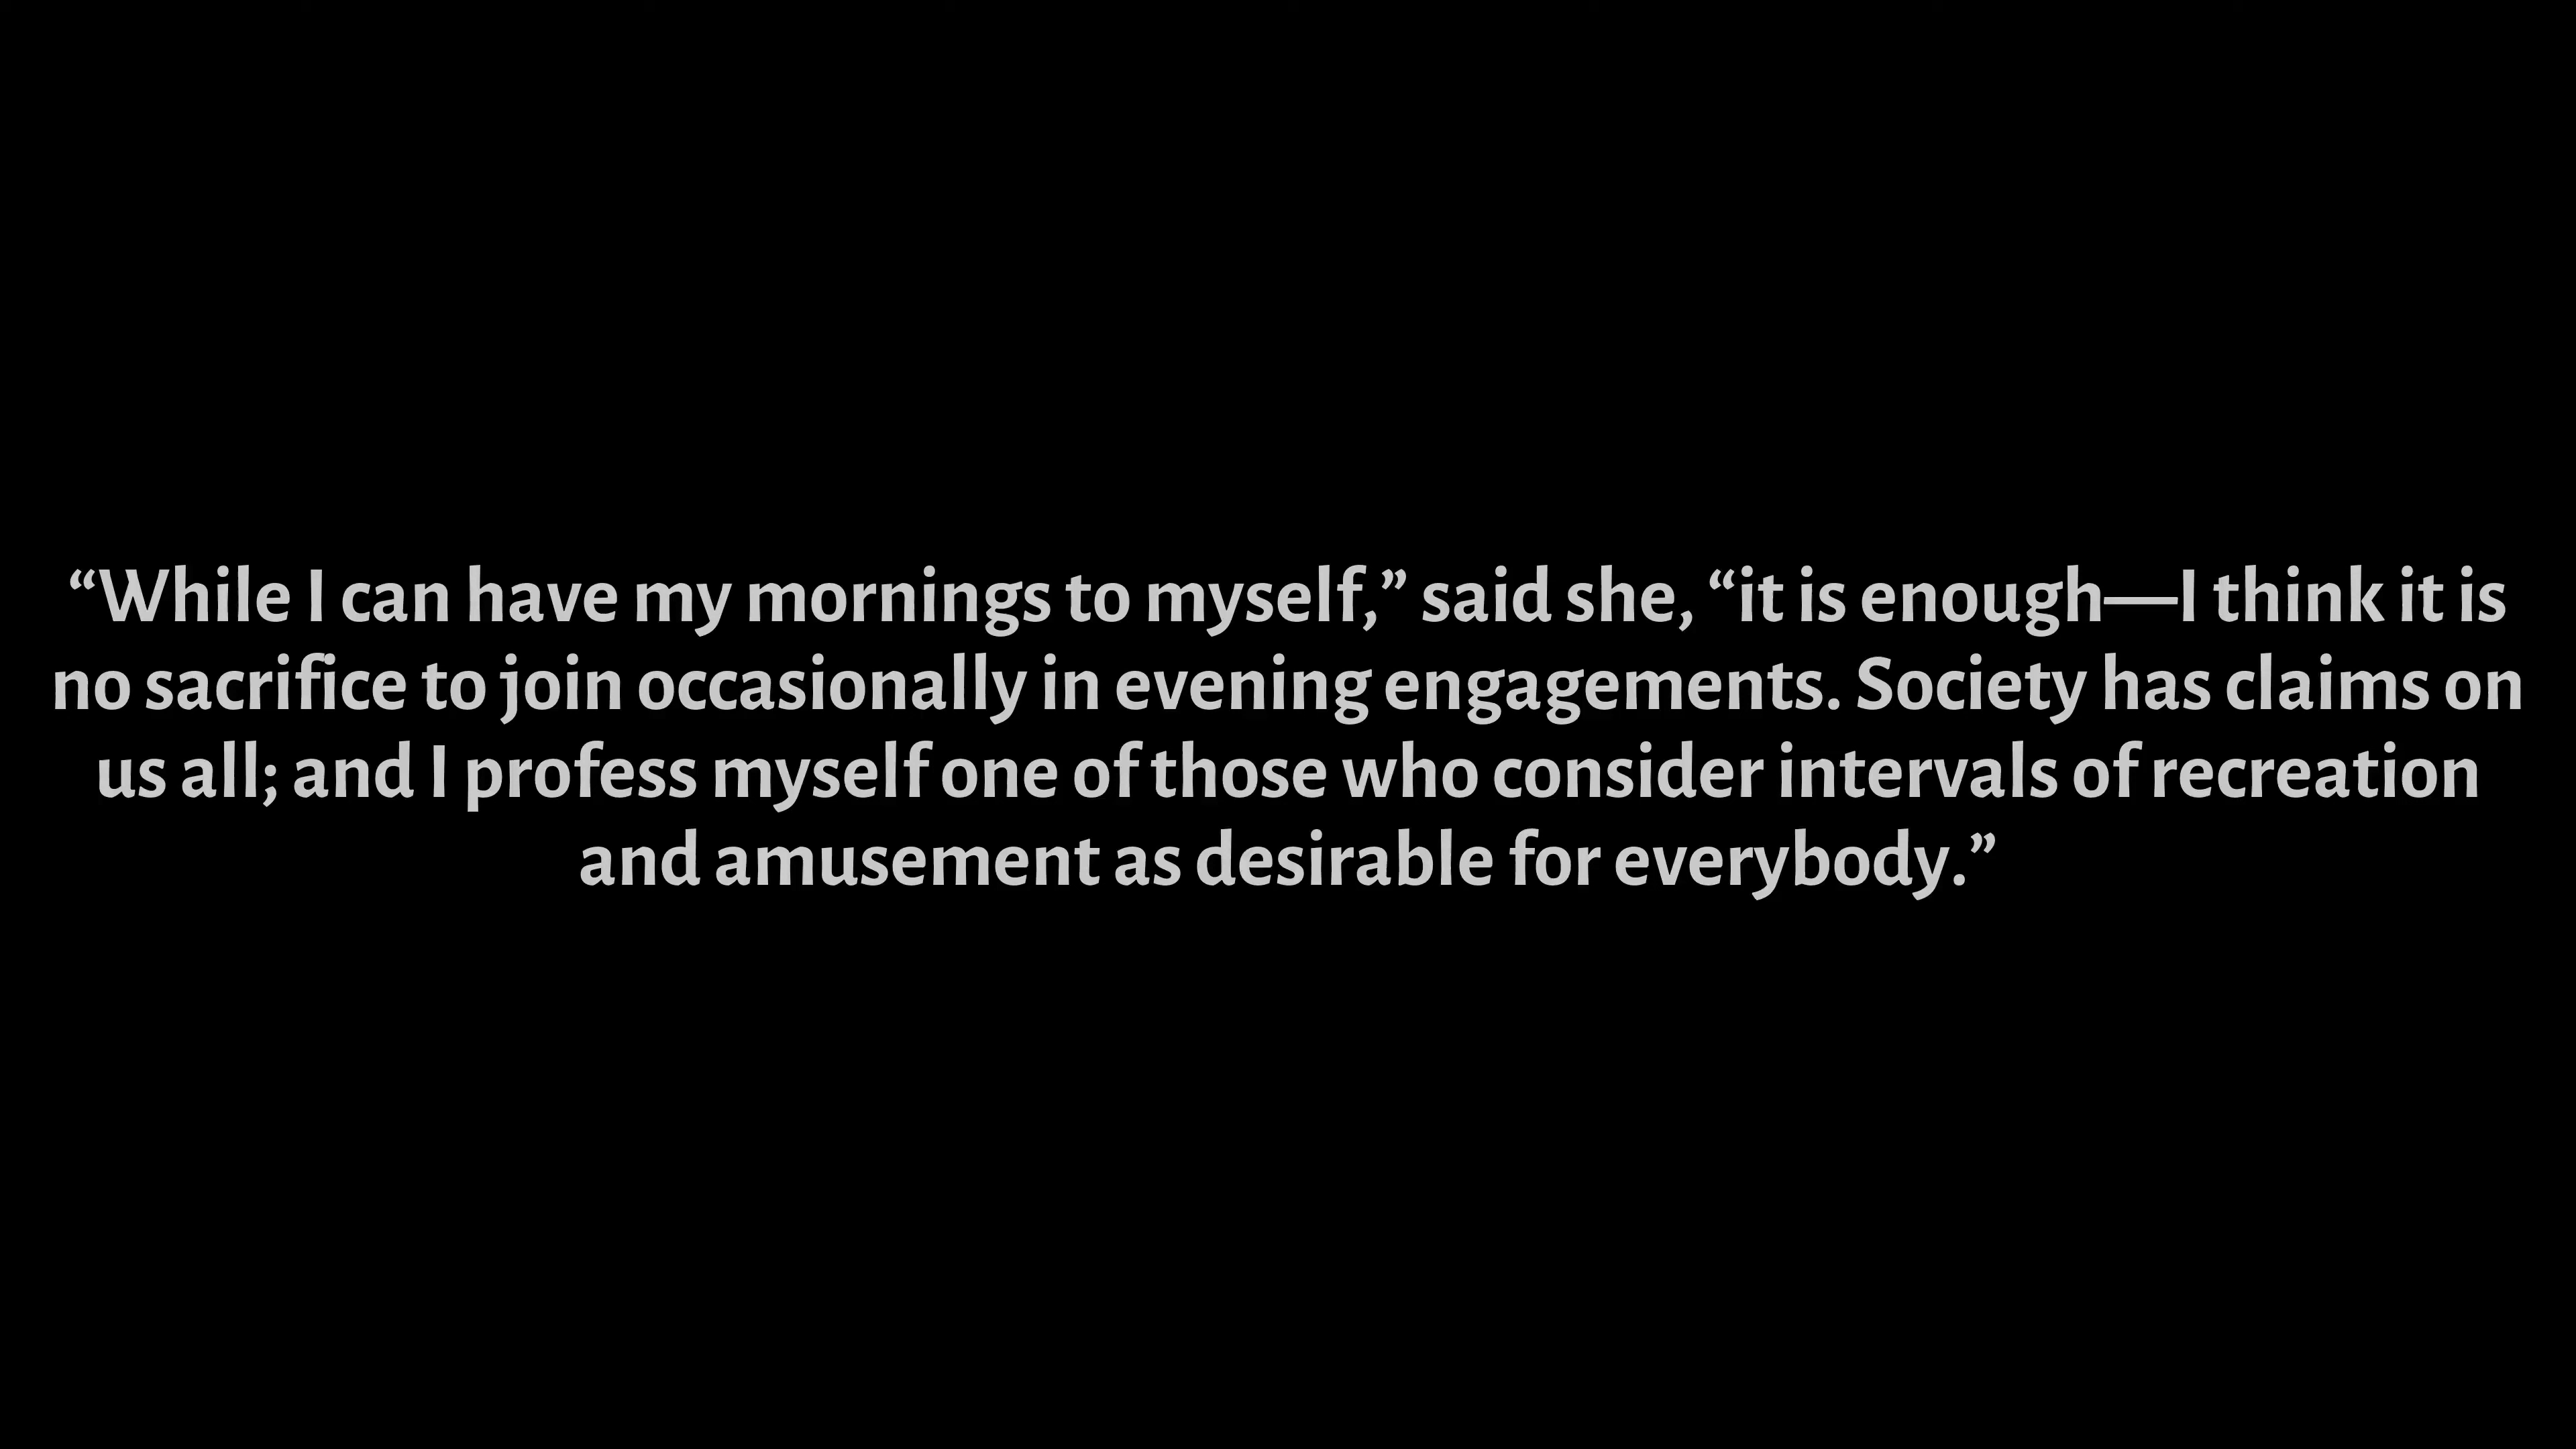 “While I can have my mornings to myself,” said she, “it is enough—I think it is
no sacrifice to join occasionally in evening engagements. Society has claims on
us all; and I profess myself one of those who consider intervals of recreation
and amusement as desirable for everybody.”